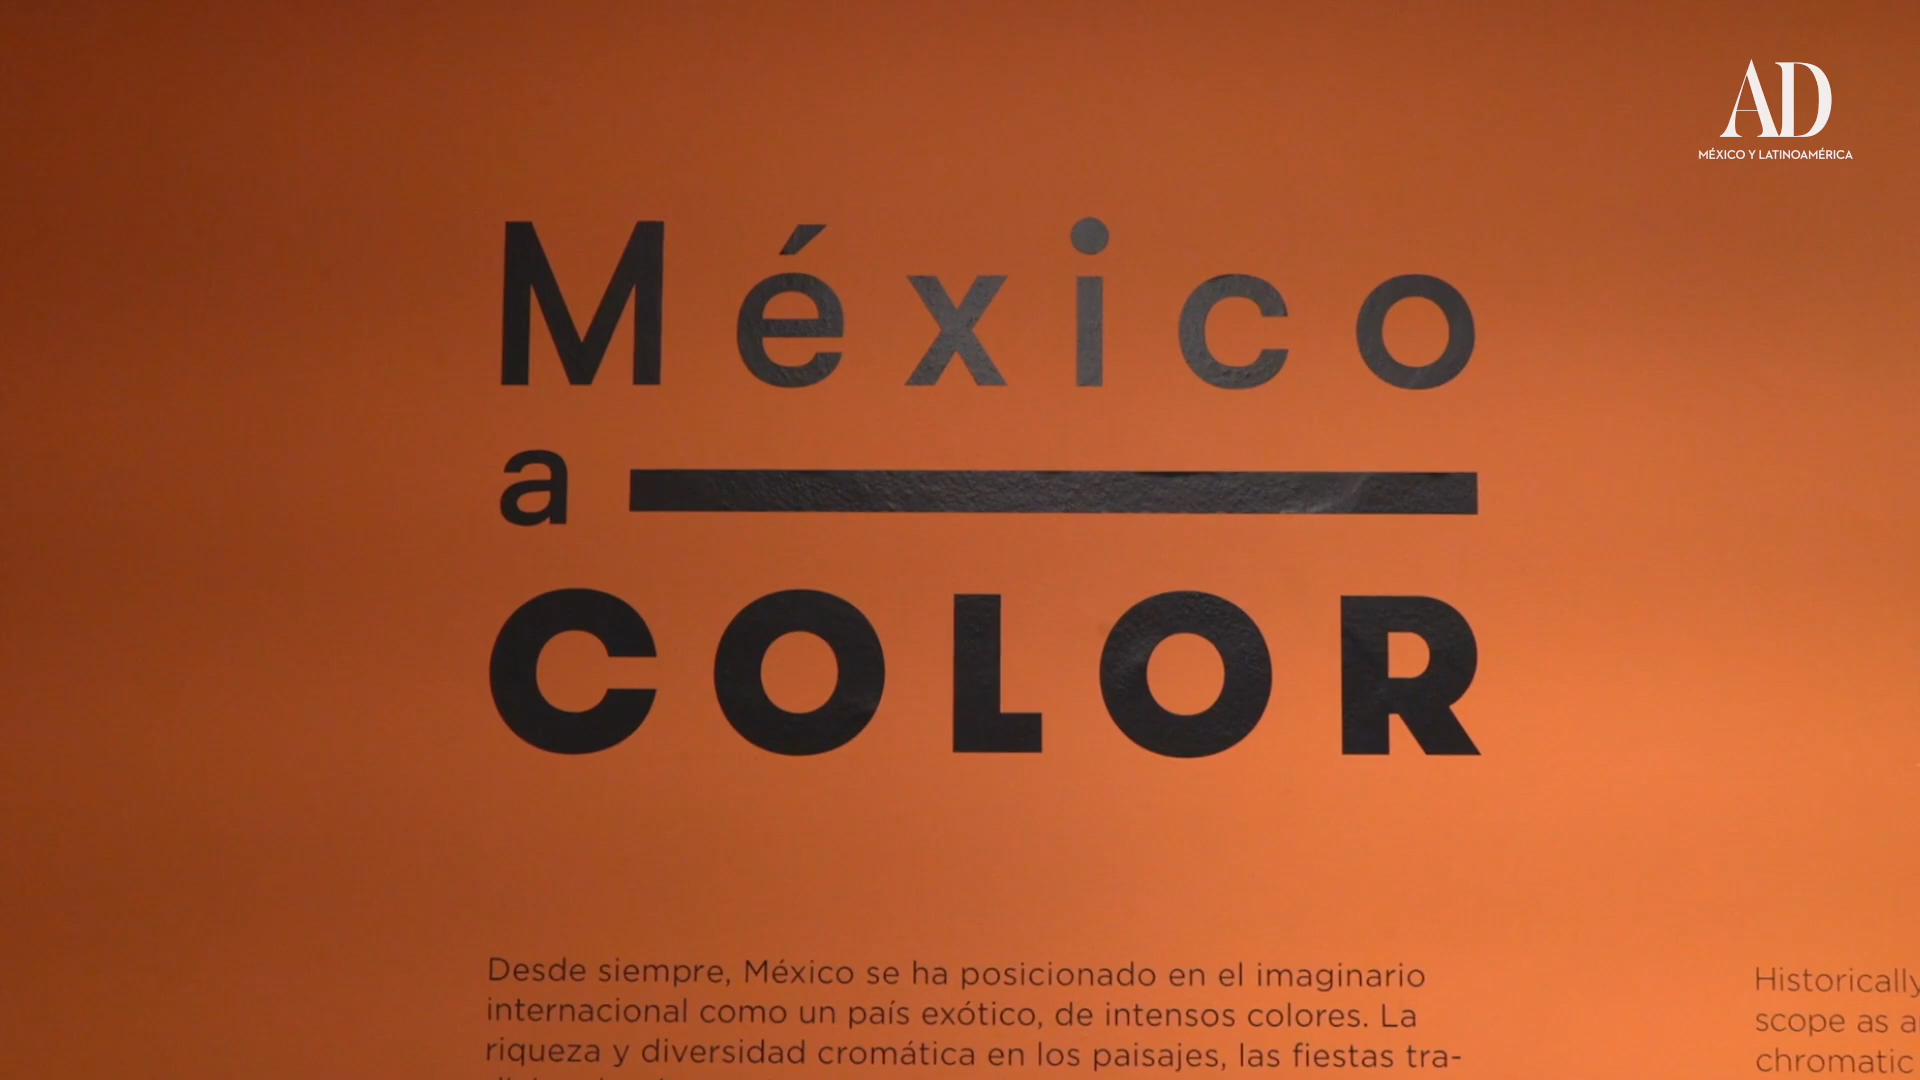 AD
MÉXICO Y LATINOAMÉRICA
México
a
COLOR
Desde siempre, México se ha posicionado en el imaginario
internacional como un país exótico, de intensos colores. La
riqueza y diversidad cromática en los paisajes, las fiestas tra-
Historically
scope as a
chromatic